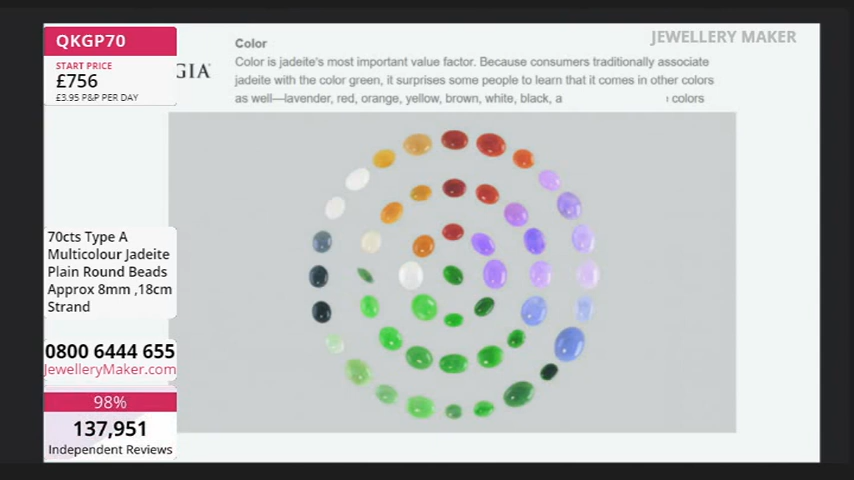 QKGP70
START PRICE
£756
£3.95 P&P PER DAY
JEWELLERY MAKER
GIA
Color
Color is jadeite's most important value factor. Because consumers traditionally associate
jadeite with the color green, it surprises some people to learn that it comes in other colors
as well—lavender, red, orange, yellow, brown, white, black, a colors
70cts Type A
Multicolour Jadeite
Plain Round Beads
Approx 8mm ,18cm
Strand
0800 6444 655
JewelleryMaker.com
98%
137,951
Independent Reviews